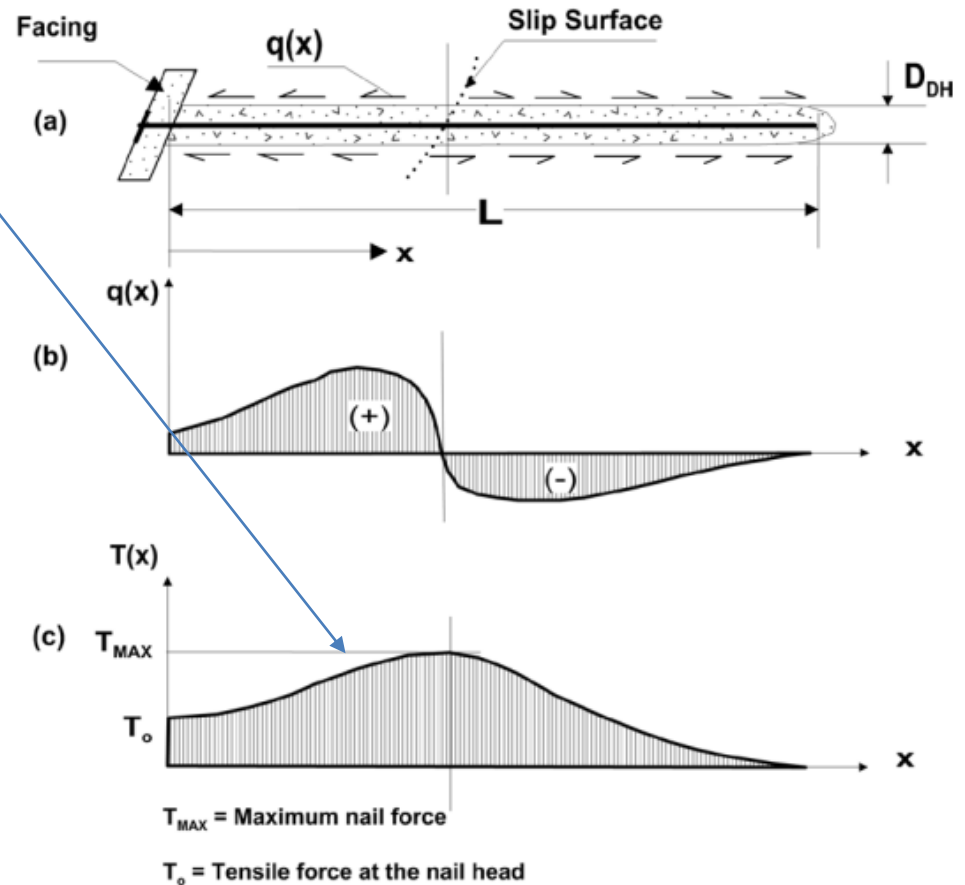 Facing
Slip Surface
q(x)
D_DH
(a)
L
x
q(x)
(b)
(+)
x
(-)
T(x)
(c)
T_MAX
T_o
x
T_MAX = Maximum nail force
T_o = Tensile force at the nail head